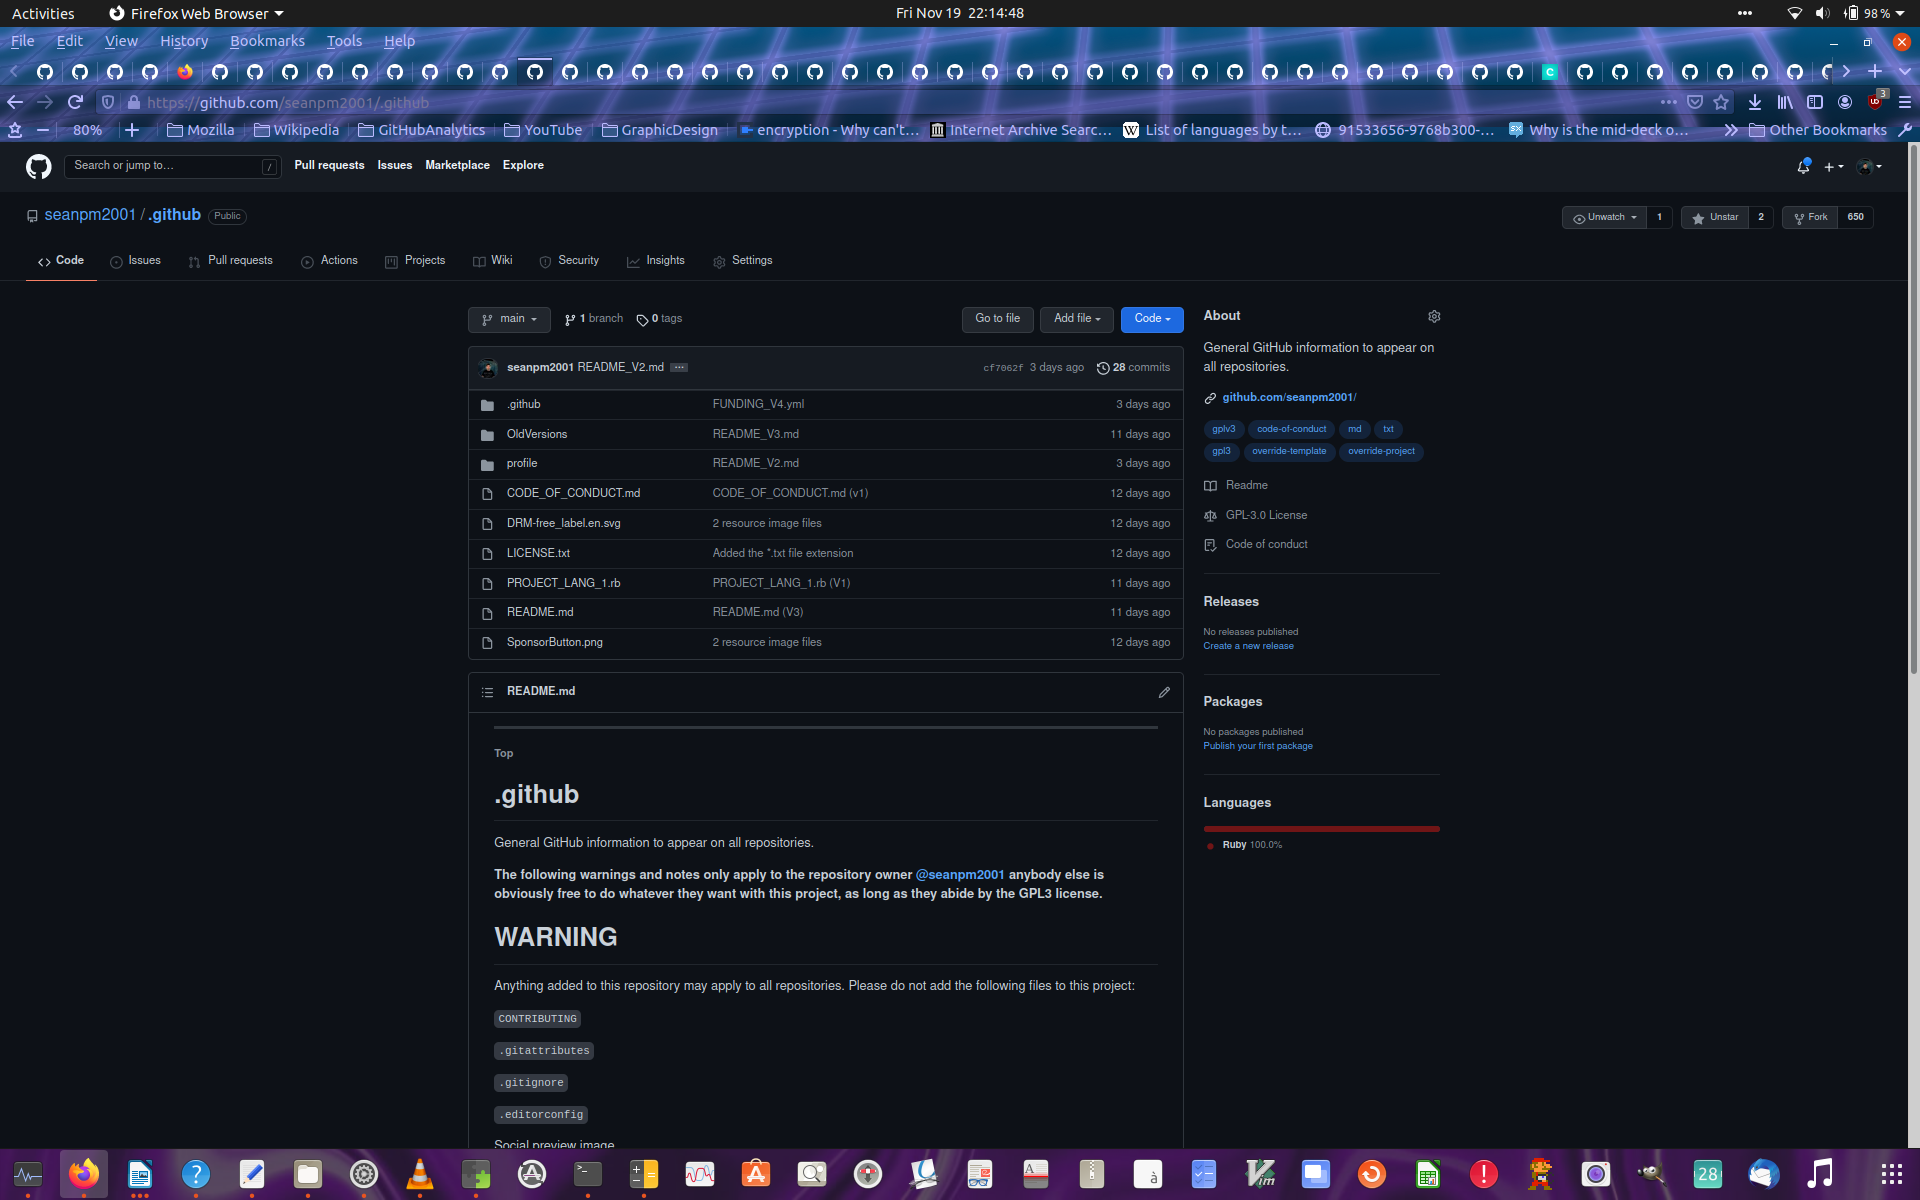 Activities
Firefox Web Browser
Fri Nov 19 22:14:48
98 %
File Edit View History Bookmarks Tools Help
https://github.com/seanpm2001/.github
3
80%
Mozilla
Wikipedia
GitHubAnalytics
YouTube
GraphicDesign
encryption - Why can't…
Internet Archive Searc…
List of languages by t…
91533656-9768b300-…
Why is the mid-deck o…
Other Bookmarks
Search or jump to…
/
Pull requests Issues Marketplace Explore
seanpm2001 / .github Public
Unwatch 1
Unstar 2
Fork 650
Code
Issues
Pull requests
Actions
Projects
Wiki
Security
Insights
Settings
main
1 branch
0 tags
Go to file
Add file
Code
seanpm2001 README_V2.md
cf7062f 3 days ago
28 commits
.github FUNDING_V4.yml 3 days ago
OldVersions README_V3.md 11 days ago
profile README_V2.md 3 days ago
CODE_OF_CONDUCT.md CODE_OF_CONDUCT.md (v1) 12 days ago
DRM-free_label.en.svg 2 resource image files 12 days ago
LICENSE.txt Added the *.txt file extension 12 days ago
PROJECT_LANG_1.rb PROJECT_LANG_1.rb (V1) 11 days ago
README.md README.md (V3) 11 days ago
SponsorButton.png 2 resource image files 12 days ago
README.md
Top
.github
General GitHub information to appear on all repositories.
The following warnings and notes only apply to the repository owner @seanpm2001 anybody else is
obviously free to do whatever they want with this project, as long as they abide by the GPL3 license.
WARNING
Anything added to this repository may apply to all repositories. Please do not add the following files to this project:
CONTRIBUTING
.gitattributes
.gitignore
.editorconfig
Social preview image
About
General GitHub information to appear on
all repositories.
github.com/seanpm2001/
gplv3 code-of-conduct md txt
gpl3 override-template override-project
Readme
GPL-3.0 License
Code of conduct
Releases
No releases published
Create a new release
Packages
No packages published
Publish your first package
Languages
Ruby 100.0%
28